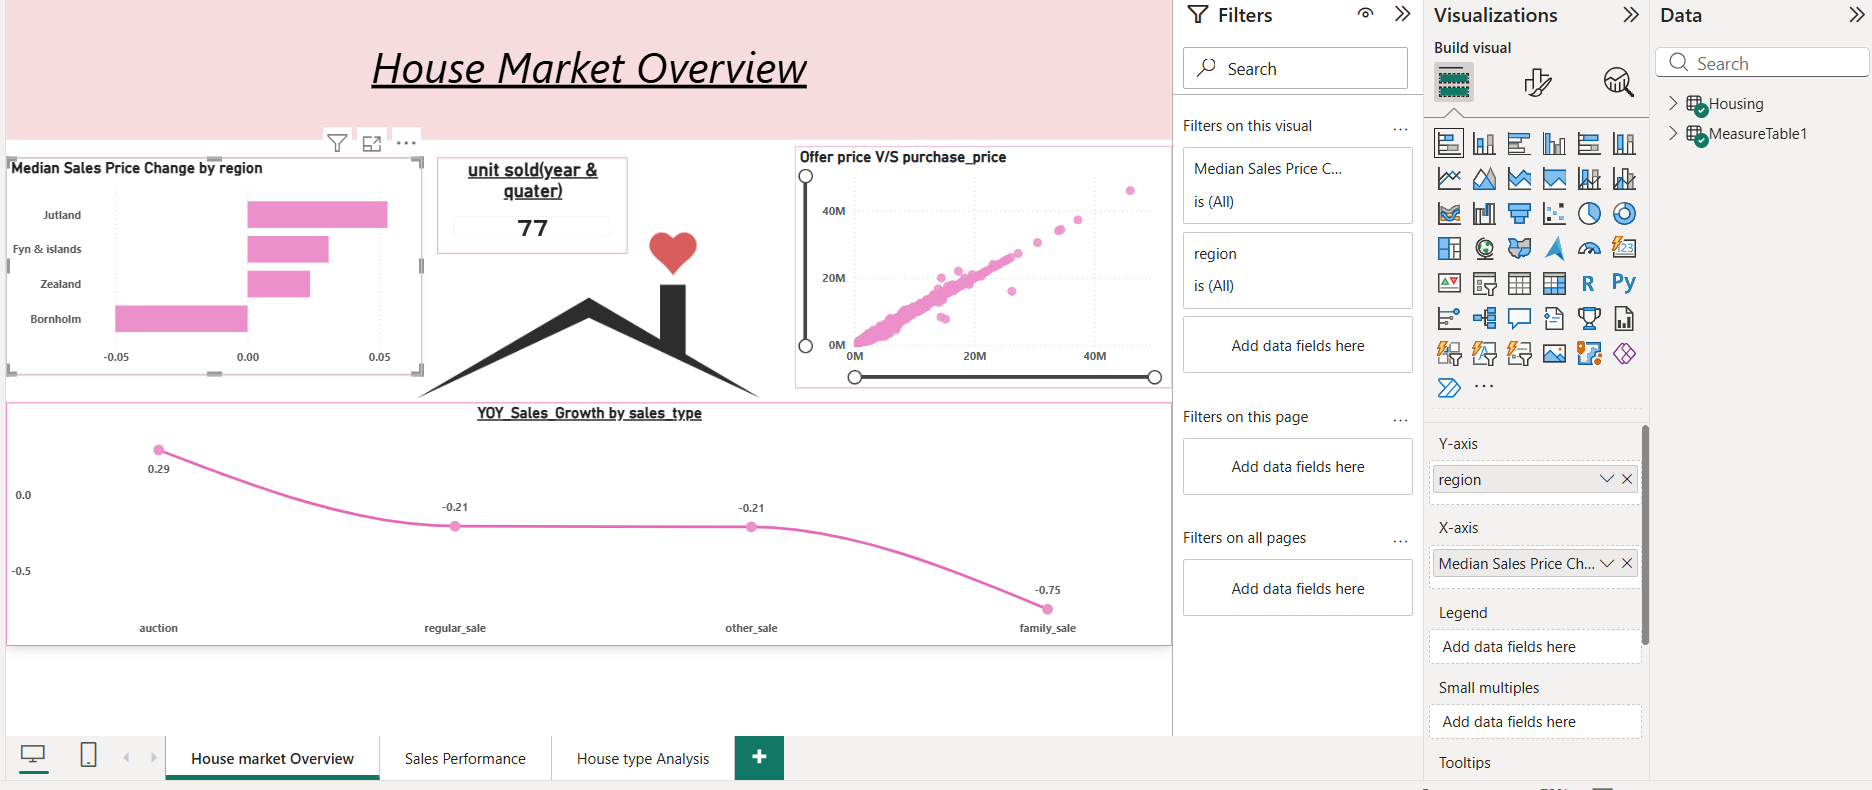 House Market Overview
Median Sales Price Change by region
Jutland
Fyn & islands
Zealand
Bornholm
-0.05
0.00
0.05
unit sold(year &
quater)
77
Offer price V/S purchase_price
40M
20M
0M
0M
20M
40M
YOY_Sales_Growth by sales_type
0.0
-0.5
0.29
-0.21
-0.21
-0.75
auction
regular_sale
other_sale
family_sale
House market Overview
Sales Performance
House type Analysis
Filters
Search
Filters on this visual
Median Sales Price C...
is (All)
region
is (All)
Add data fields here
Filters on this page
Add data fields here
Filters on all pages
Add data fields here
Visualizations
Build visual
123
R
Py
Y-axis
region
X-axis
Median Sales Price Ch...
Legend
Add data fields here
Small multiples
Add data fields here
Tooltips
Data
Search
Housing
MeasureTable1